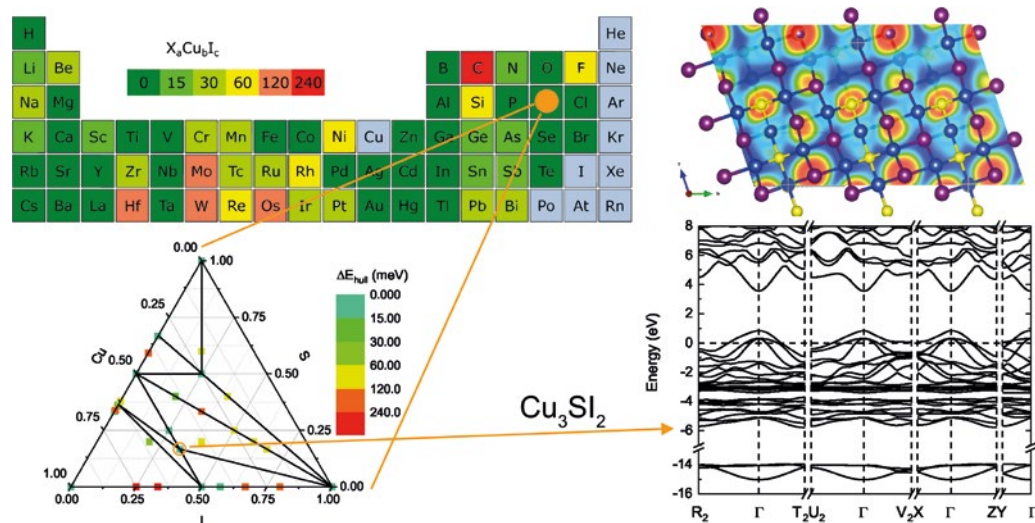 H He
X_aCu_bI_c
0 15 30 60 120 240
Li Be B C N O F Ne
Na Mg Al Si P Cl Ar
K Ca Sc Ti V Cr Mn Fe Co Ni Cu Zn Ga Ge As Se Br Kr
Rb Sr Y Zr Nb Mo Tc Ru Rh Pd Ag Cd In Sn Sb Te I Xe
Cs Ba La Hf Ta W Re Os Ir Pt Au Hg Tl Pb Bi Po At Rn
0.00
1.00
0.25
0.75
Cu
S
0.50
0.50
0.75
0.25
1.00
0.00
0.00 0.25 0.50 0.75 1.00
I
ΔE_hull (meV)
0.000
15.00
30.00
60.00
120.0
240.0
Cu₃SI₂
Energy (eV)
8
6
4
2
0
-2
-4
-6
-14
-16
R₂ Γ T₂U₂ Γ V₂X Γ ZY Γ